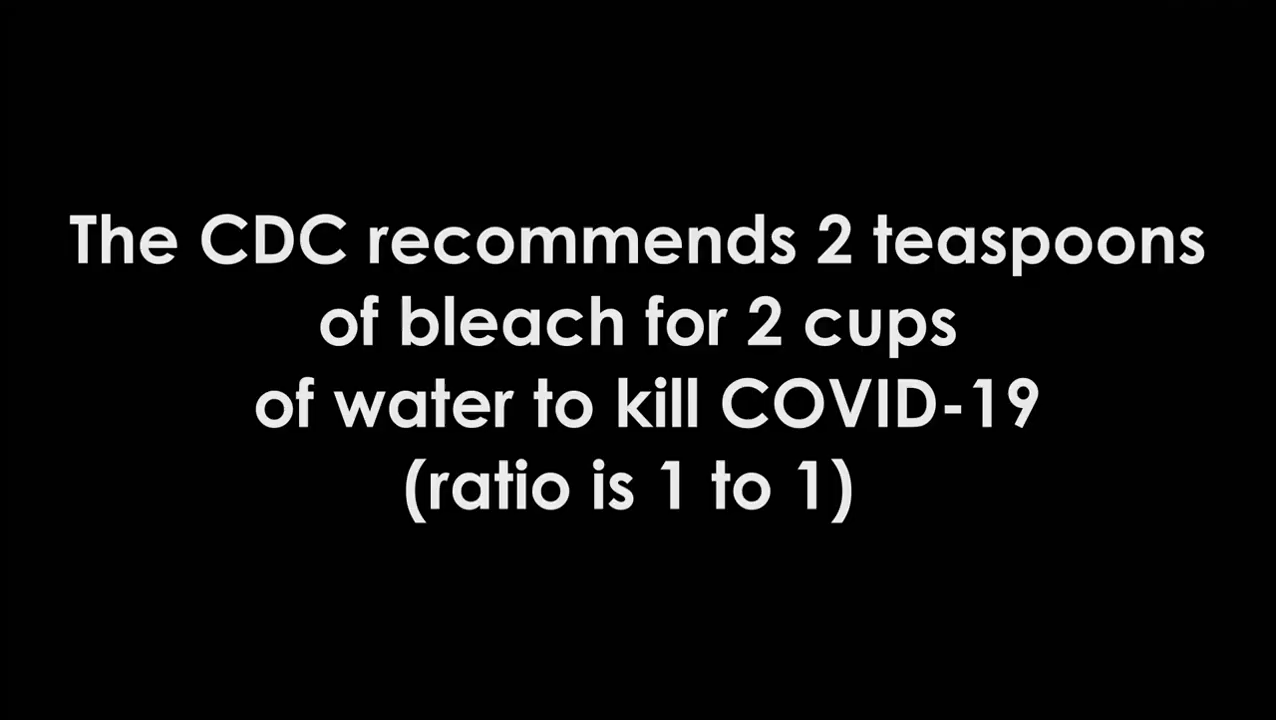 The CDC recommends 2 teaspoons
of bleach for 2 cups
of water to kill COVID-19
(ratio is 1 to 1)